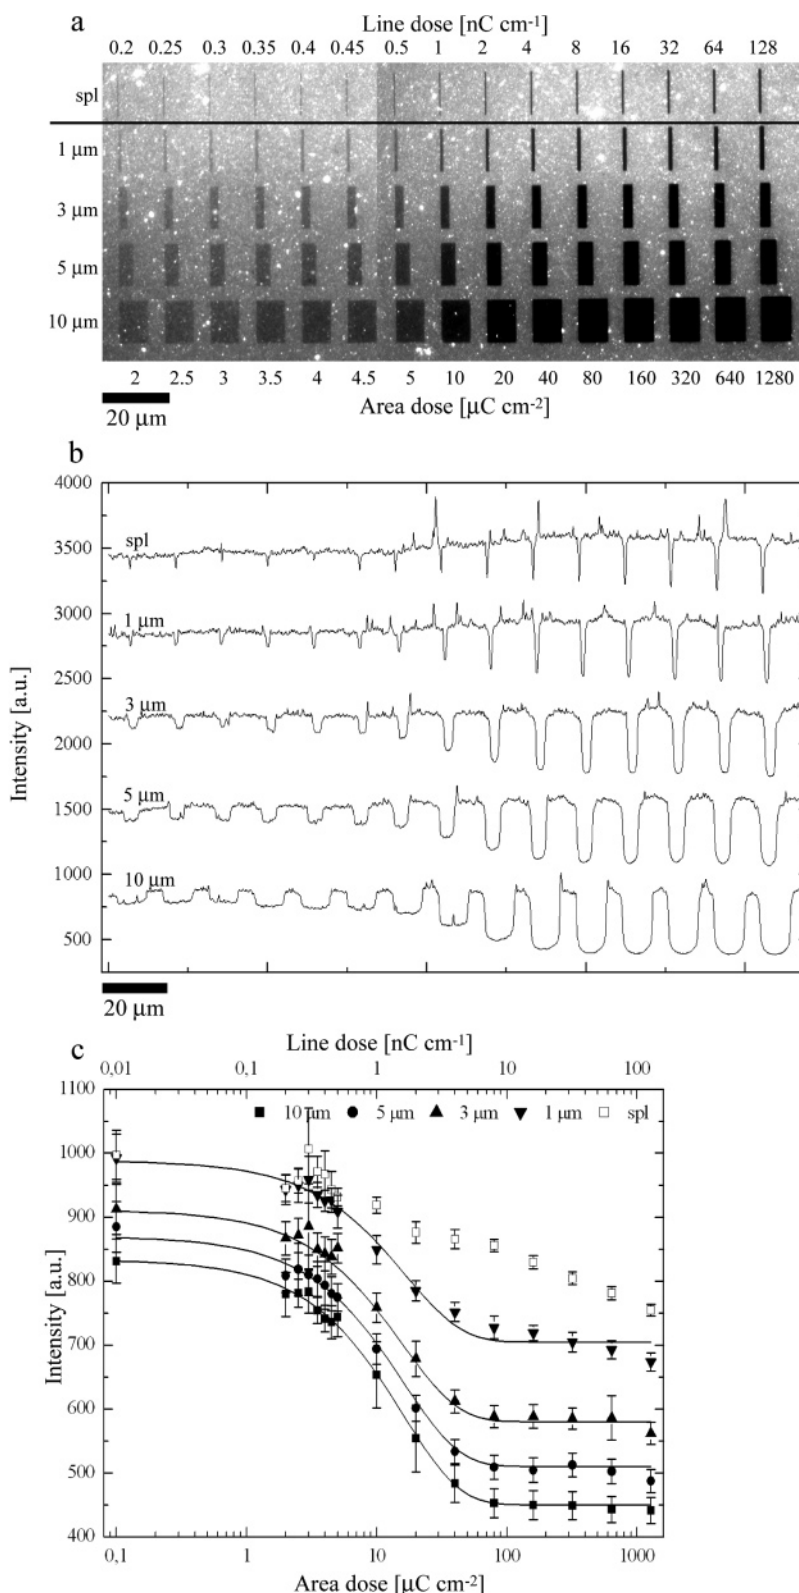 a
Line dose [nC cm-1]
0.2 0.25 0.3 0.35 0.4 0.45 0.5 1 2 4 8 16 32 64 128
spl
1 μm
3 μm
5 μm
10 μm
2 2.5 3 3.5 4 4.5 5 10 20 40 80 160 320 640 1280
20 μm
Area dose [μC cm-2]
b
4000
spl
3500
1 μm
3000
2500
3 μm
2000
5 μm
1500
10 μm
1000
500
Intensity [a.u.]
20 μm
c
Line dose [nC cm-1]
0,01 0,1 1 10 100
1100
10 μm 5 μm 3 μm 1 μm spl
1000
900
800
700
600
500
400
Intensity [a.u.]
0,1 1 10 100 1000
Area dose [μC cm-2]